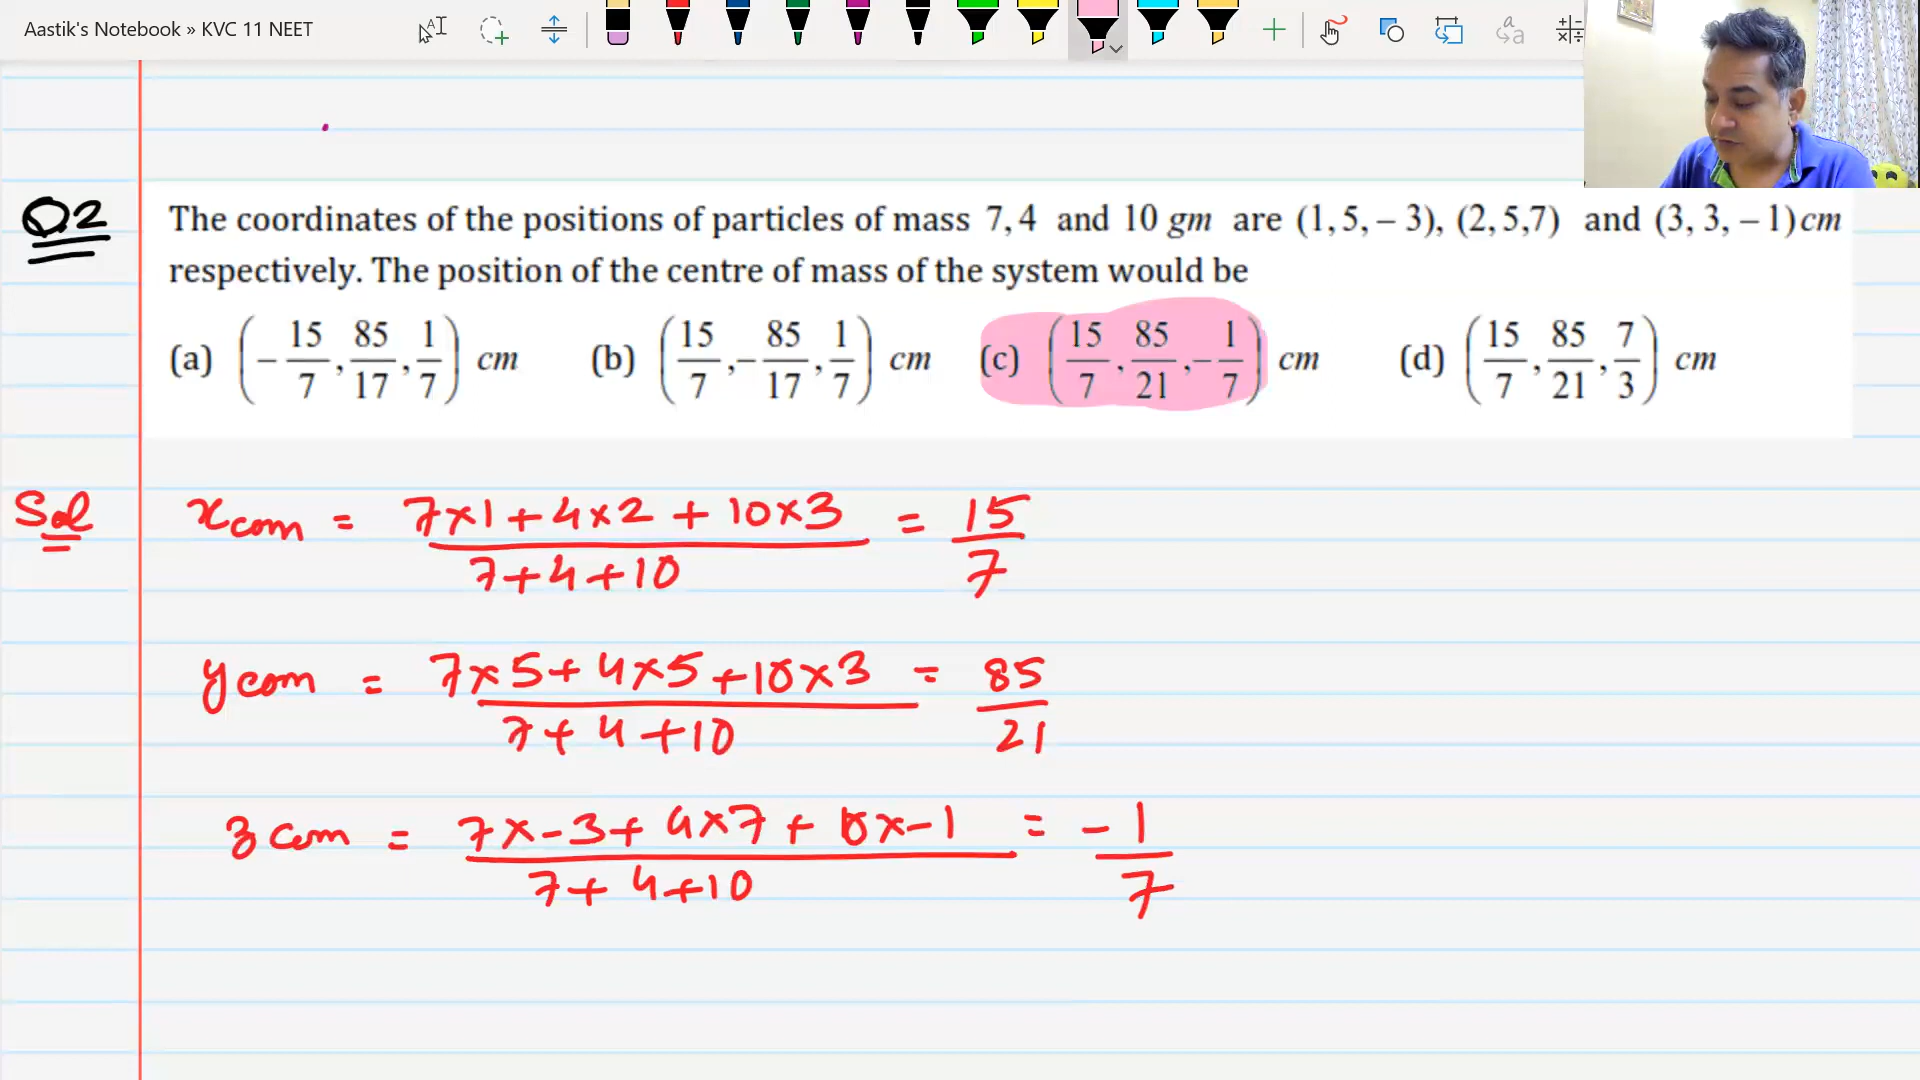 Aastik's Notebook » KVC 11 NEET
Q2
The coordinates of the positions of particles of mass 7, 4 and 10 gm are (1, 5, – 3), (2, 5,7) and (3, 3, – 1)cm
respectively. The position of the centre of mass of the system would be
(a) (– 15/7, 85/17, 1/7) cm (b) (15/7, – 85/17, 1/7) cm (c) (15/7, 85/21, – 1/7) cm (d) (15/7, 85/21, 7/3) cm
Sol xcom = (7×1+4×2+10×3)/(7+4+10) = 15/7
ycom = (7×5+4×5+10×3)/(7+4+10) = 85/21
zcom = (7×-3+4×7+10×-1)/(7+4+10) = -1/7